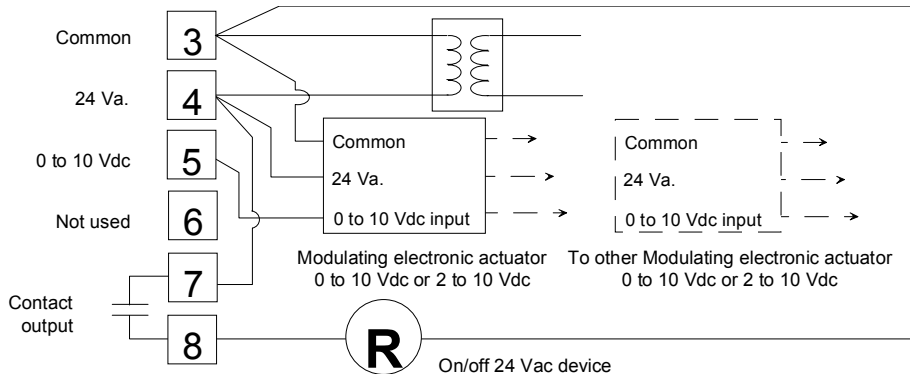 Common
3
24 Va.
4
0 to 10 Vdc
5
Not used
6
7
Contact
output
8
Common
24 Va.
0 to 10 Vdc input
Modulating electronic actuator
0 to 10 Vdc or 2 to 10 Vdc
Common
24 Va.
0 to 10 Vdc input
To other Modulating electronic actuator
0 to 10 Vdc or 2 to 10 Vdc
R
On/off 24 Vac device